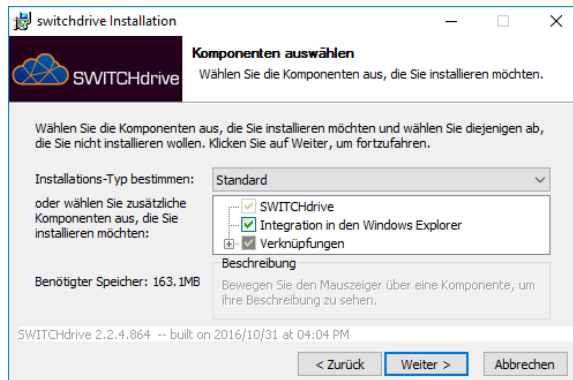 switchdrive Installation
SWITCHdrive
Komponenten auswählen
Wählen Sie die Komponenten aus, die Sie installieren möchten.
Wählen Sie die Komponenten aus, die Sie installieren möchten und wählen Sie diejenigen ab,
die Sie nicht installieren wollen. Klicken Sie auf Weiter, um fortzufahren.
Installations-Typ bestimmen:
Standard
oder wählen Sie zusätzliche
Komponenten aus, die Sie
installieren möchten:
SWITCHdrive
Integration in den Windows Explorer
Verknüpfungen
Benötigter Speicher: 163.1MB
Beschreibung
Bewegen Sie den Mauszeiger über eine Komponente, um
ihre Beschreibung zu sehen.
SWITCHdrive 2.2.4.864 -- built on 2016/10/31 at 04:04 PM
< Zurück
Weiter >
Abbrechen